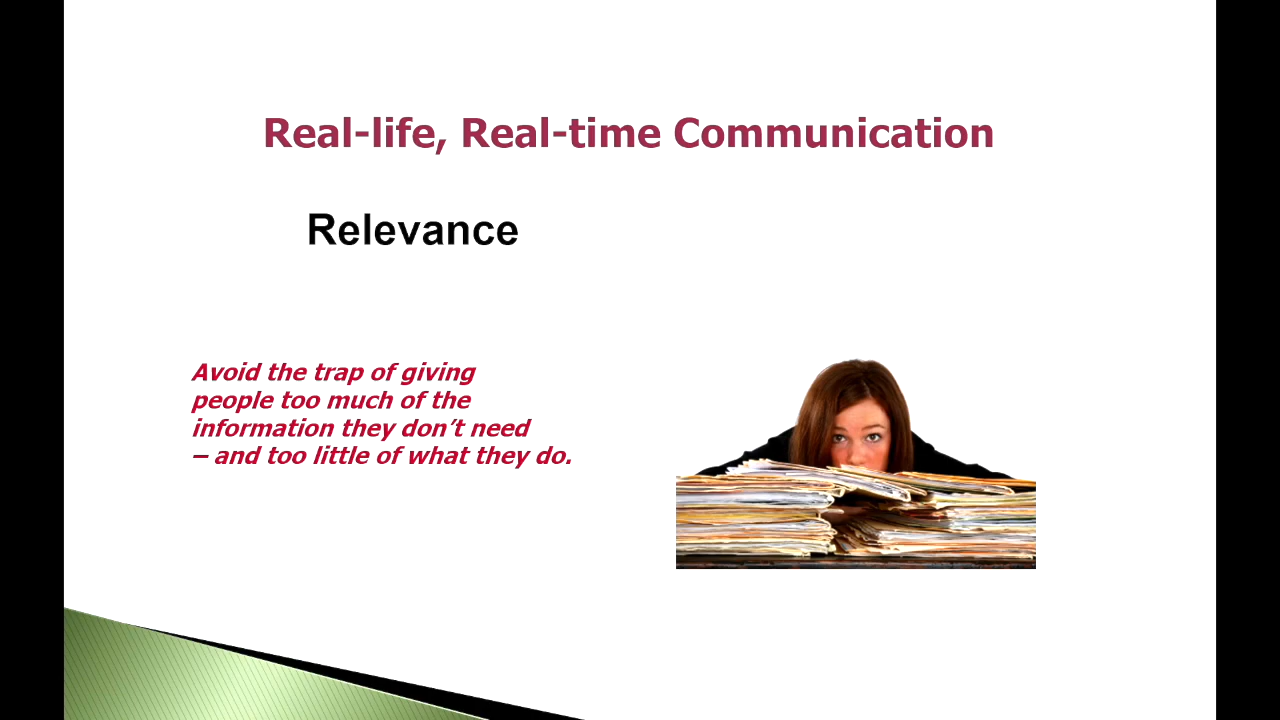 Real-life, Real-time Communication
Relevance
Avoid the trap of giving
people too much of the
information they don’t need
– and too little of what they do.